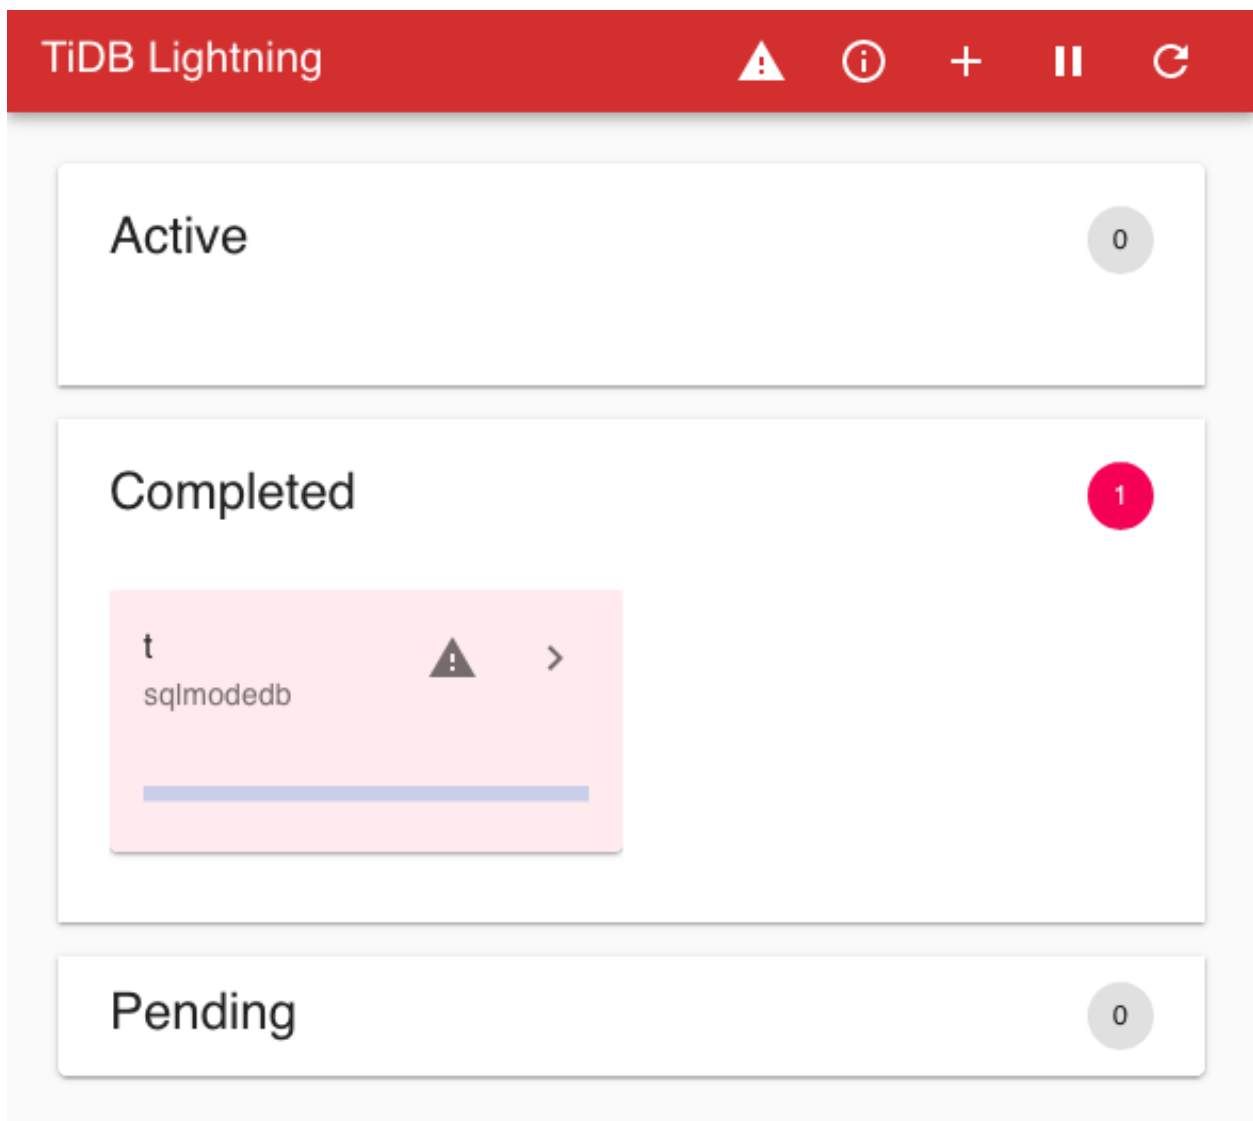 TiDB Lightning
Active
0
Completed
1
t
sqlmodedb
Pending
0